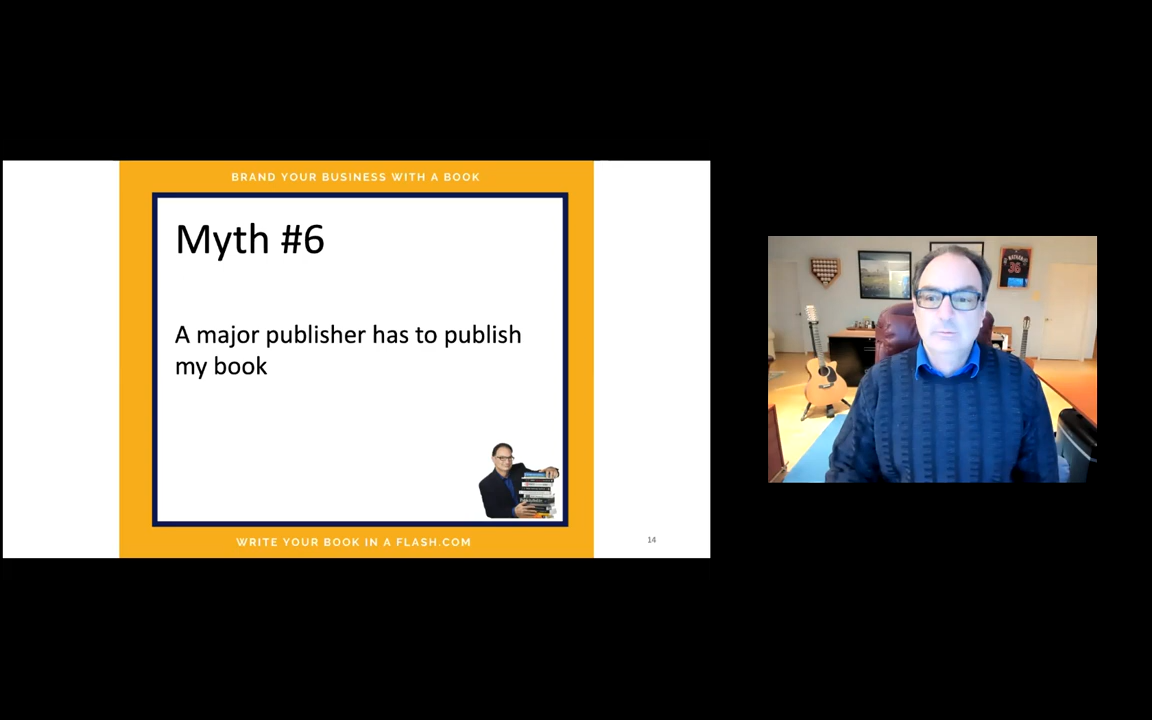 BRAND YOUR BUSINESS WITH A BOOK
Myth #6
A major publisher has to publish
my book
WRITE YOUR BOOK IN A FLASH.COM
14
36